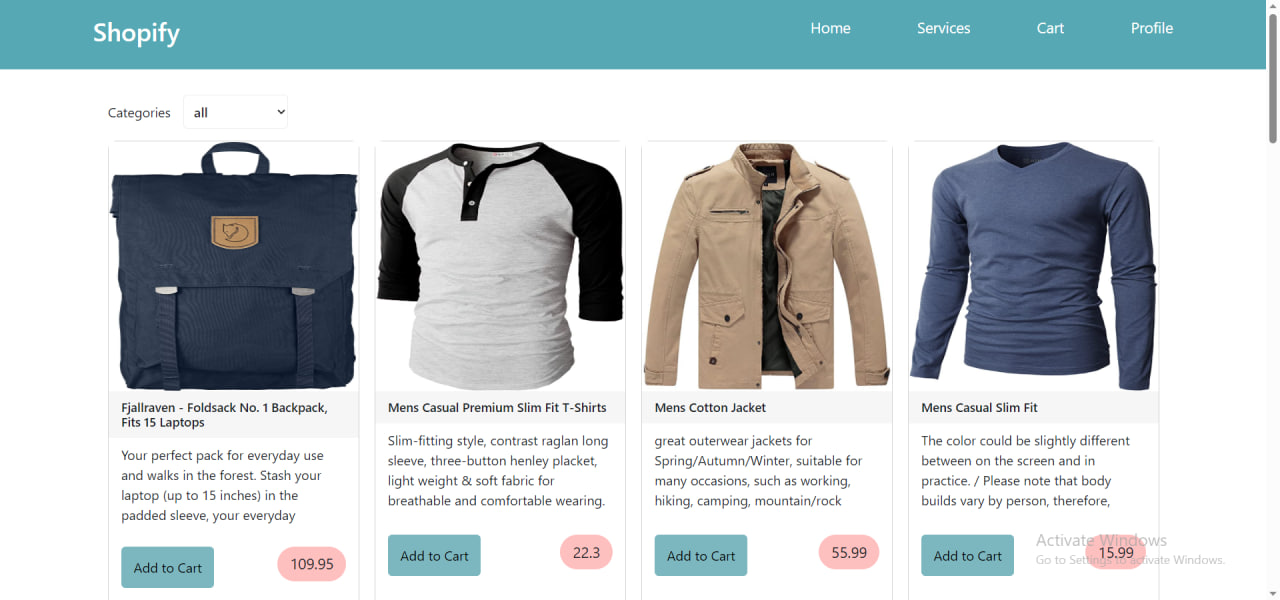 Shopify
Home
Services
Cart
Profile
Categories
all
Fjallraven - Foldsack No. 1 Backpack,
Fits 15 Laptops
Your perfect pack for everyday use
and walks in the forest. Stash your
laptop (up to 15 inches) in the
padded sleeve, your everyday
Add to Cart
109.95
Mens Casual Premium Slim Fit T-Shirts
Slim-fitting style, contrast raglan long
sleeve, three-button henley placket,
light weight & soft fabric for
breathable and comfortable wearing.
Add to Cart
22.3
Mens Cotton Jacket
great outerwear jackets for
Spring/Autumn/Winter, suitable for
many occasions, such as working,
hiking, camping, mountain/rock
Add to Cart
55.99
Mens Casual Slim Fit
The color could be slightly different
between on the screen and in
practice. / Please note that body
builds vary by person, therefore,
Add to Cart
15.99
Activate Windows
Go to Settings to activate Windows.